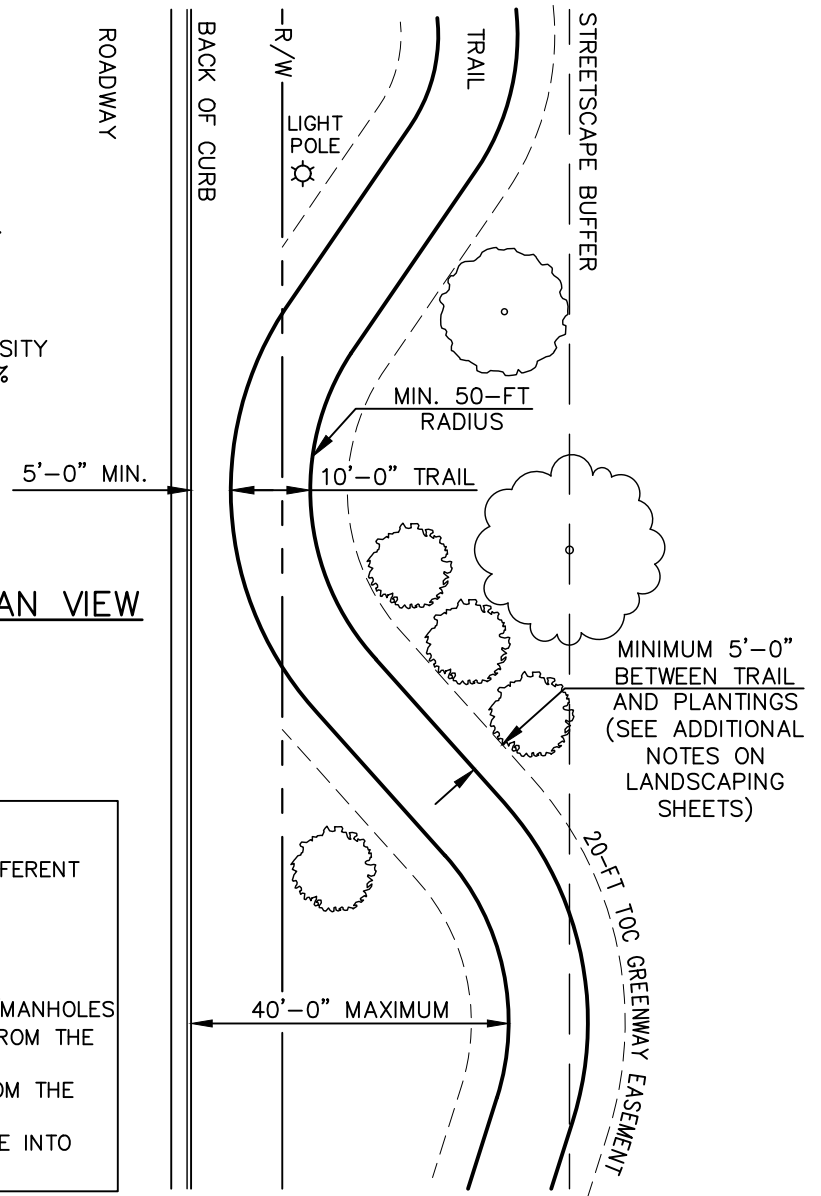 ROADWAY
BACK OF CURB
R/W
TRAIL
STREETSCAPE BUFFER
LIGHT
POLE
SITY
%
MIN. 50-FT
RADIUS
5'-0" MIN.
10'-0" TRAIL
AN VIEW
MINIMUM 5'-0"
BETWEEN TRAIL
AND PLANTINGS
(SEE ADDITIONAL
NOTES ON
LANDSCAPING
SHEETS)
20-FT TOC GREENWAY EASEMENT
FERENT
MANHOLES
ROM THE
OM THE
E INTO
40'-0" MAXIMUM